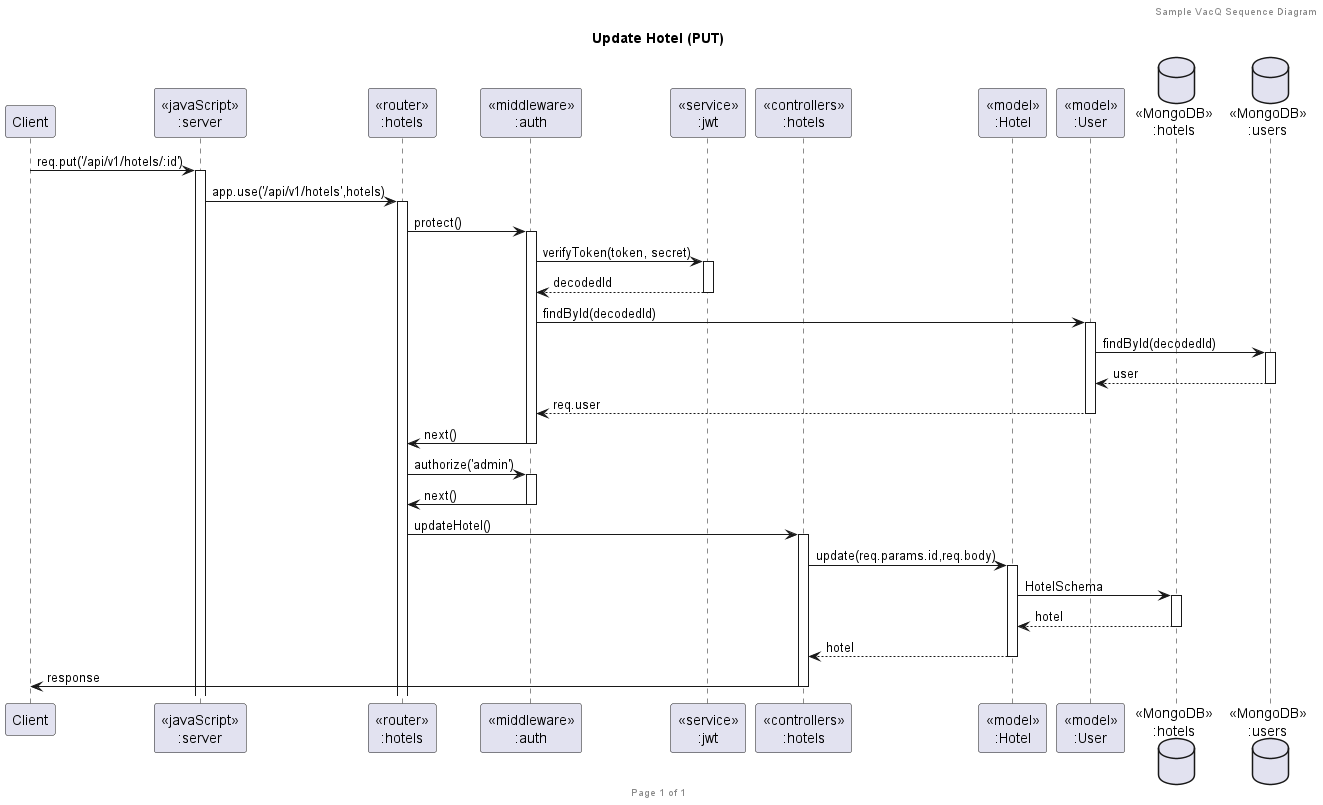 Sample VacQ Sequence Diagram
Update Hotel (PUT)
Client
«javaScript»
:server
«router»
:hotels
«middleware»
:auth
«service»
:jwt
«controllers»
:hotels
«model»
:Hotel
«model»
:User
«MongoDB»
:hotels
«MongoDB»
:users
req.put('/api/v1/hotels/:id')
app.use('/api/v1/hotels',hotels)
protect()
verifyToken(token, secret)
decodedId
findById(decodedId)
findById(decodedId)
user
req.user
next()
authorize('admin')
next()
updateHotel()
update(req.params.id,req.body)
HotelSchema
hotel
hotel
response
Client
«javaScript»
:server
«router»
:hotels
«middleware»
:auth
«service»
:jwt
«controllers»
:hotels
«model»
:Hotel
«model»
:User
«MongoDB»
:hotels
«MongoDB»
:users
Page 1 of 1